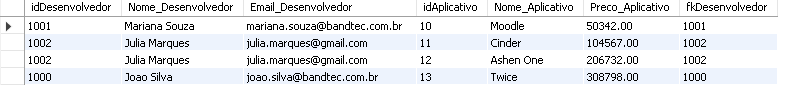 idDesenvolvedor Nome_Desenvolvedor Email_Desenvolvedor idAplicativo Nome_Aplicativo Preco_Aplicativo fkDesenvolvedor
1001 Mariana Souza mariana.souza@bandtec.com.br 10 Moodle 50342.00 1001
1002 Julia Marques julia.marques@gmail.com 11 Cinder 104567.00 1002
1002 Julia Marques julia.marques@gmail.com 12 Ashen One 206732.00 1002
1000 Joao Silva joao.silva@bandtec.com.br 13 Twice 308798.00 1000